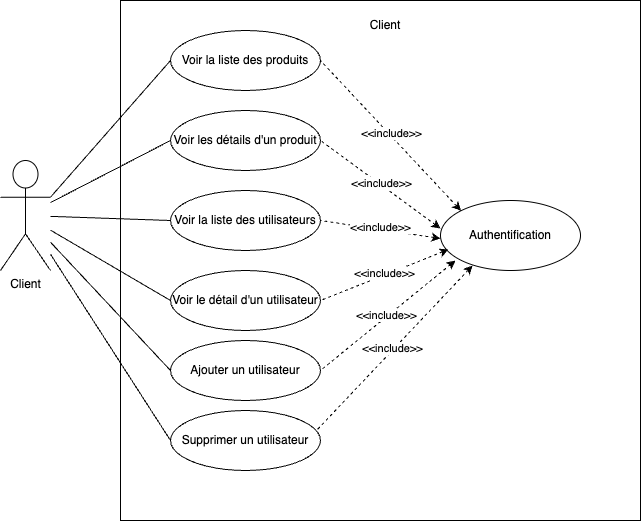 Client
Voir la liste des produits
<<include>>
Voir les détails d'un produit
<<include>>
Voir la liste des utilisateurs
<<include>>
Authentification
Client
Voir le détail d'un utilisateur
<<include>>
<<include>>
Ajouter un utilisateur
<<include>>
Supprimer un utilisateur